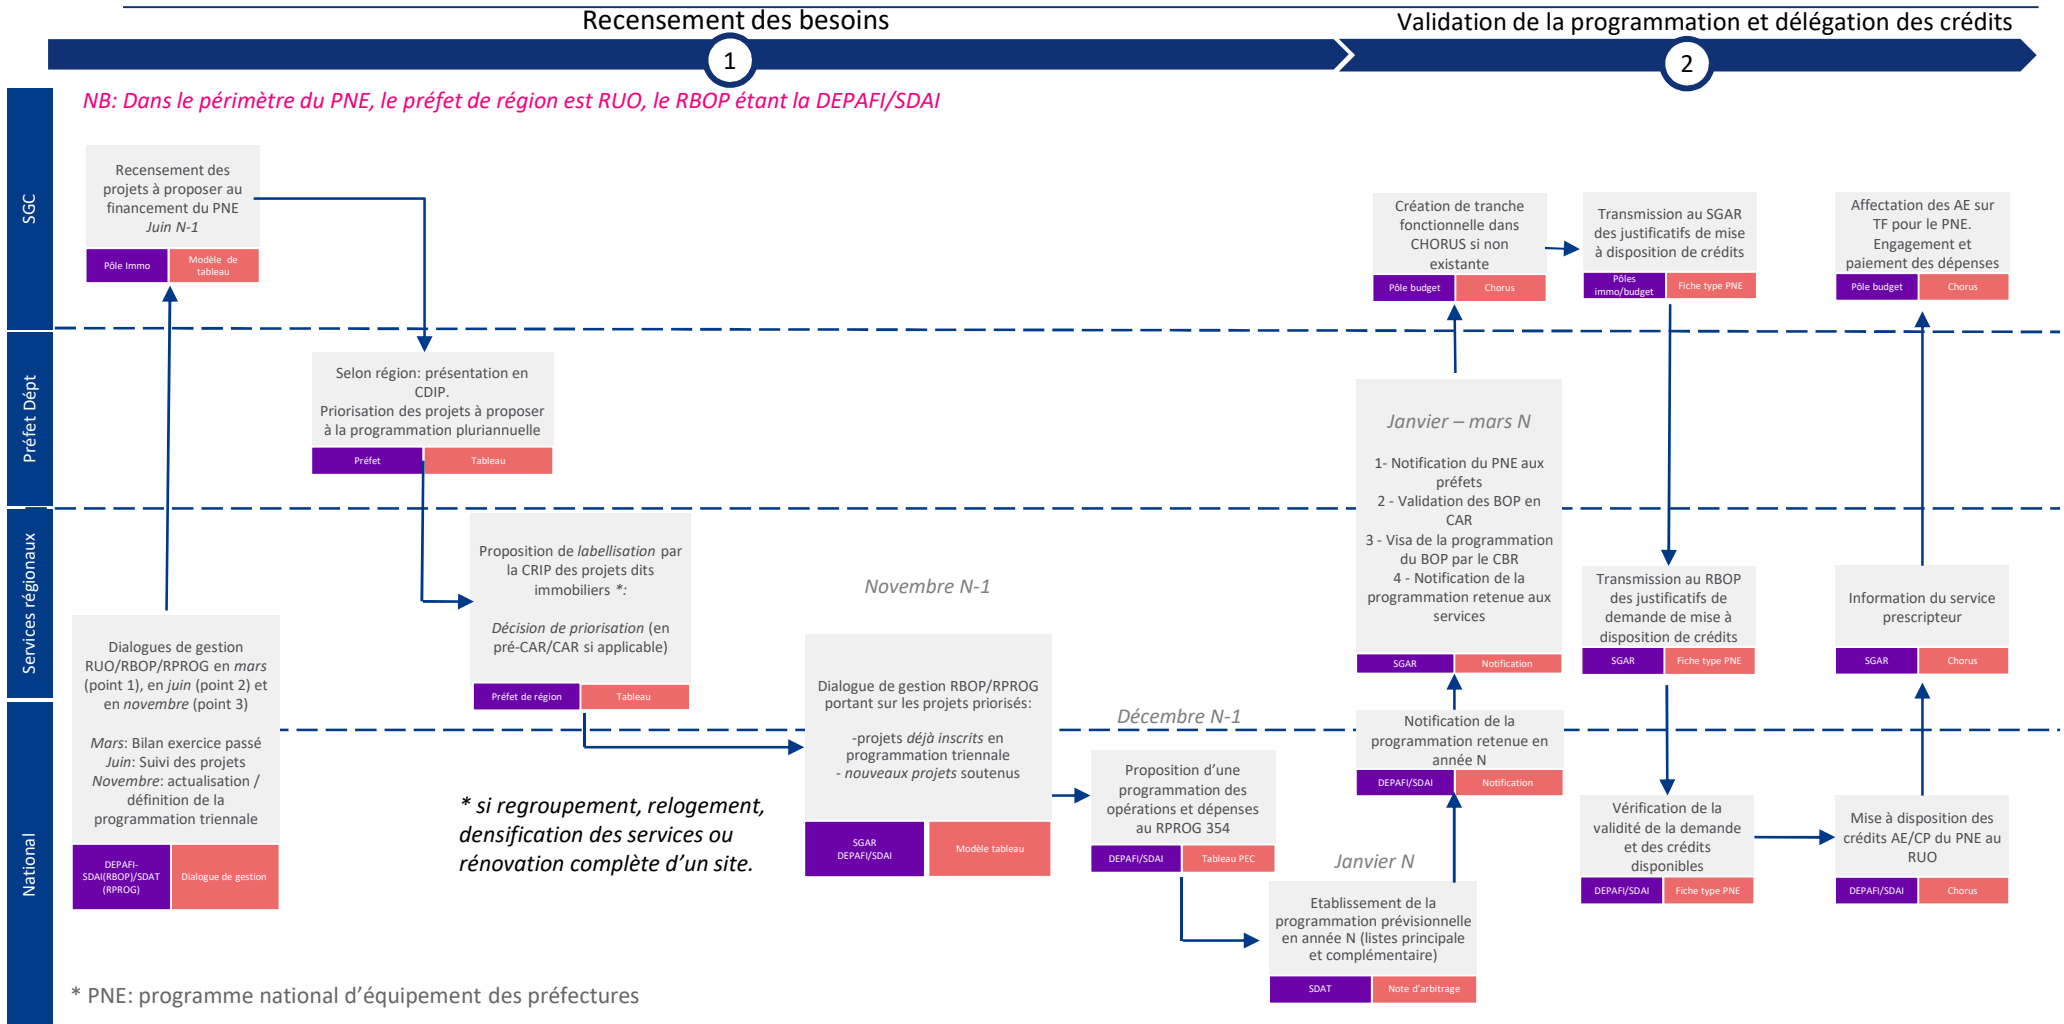 Recensement des besoins
Validation de la programmation et délégation des crédits
1
2
NB: Dans le périmètre du PNE, le préfet de région est RUO, le RBOP étant la DEPAFI/SDAI
SGC
Recensement des
projets à proposer au
financement du PNE
Juin N-1
Pôle Immo
Modèle de
tableau
Création de tranche
fonctionnelle dans
CHORUS si non
existante
Pôle budget
Chorus
Transmission au SGAR
des justificatifs de mise
à disposition de crédits
Pôles
immo/budget
Fiche type PNE
Affectation des AE sur
TF pour le PNE.
Engagement et
paiement des dépenses
Pôle budget
Chorus
Préfet Dépt
Selon région: présentation en
CDIP.
Priorisation des projets à proposer
à la programmation pluriannuelle
Préfet
Tableau
Janvier – mars N
1- Notification du PNE aux
préfets
2 - Validation des BOP en
CAR
3 - Visa de la programmation
du BOP par le CBR
4 - Notification de la
programmation retenue aux
services
SGAR
Notification
Services régionaux
Proposition de labellisation par
la CRIP des projets dits
immobiliers *:
Décision de priorisation (en
pré-CAR/CAR si applicable)
Préfet de région
Tableau
Novembre N-1
Transmission au RBOP
des justificatifs de
demande de mise à
disposition de crédits
SGAR
Fiche type PNE
Information du service
prescripteur
SGAR
Chorus
Dialogues de gestion
RUO/RBOP/RPROG en mars
(point 1), en juin (point 2) et
en novembre (point 3)
Mars: Bilan exercice passé
Juin: Suivi des projets
Novembre: actualisation /
définition de la
programmation triennale
DEPAFI-
SDAI(RBOP)/SDAT
(RPROG)
Dialogue de gestion
National
Dialogue de gestion RBOP/RPROG
portant sur les projets priorisés:
-projets déjà inscrits en
programmation triennale
- nouveaux projets soutenus
SGAR
DEPAFI/SDAI
Modèle tableau
Décembre N-1
Proposition d’une
programmation des
opérations et dépenses
au RPROG 354
DEPAFI/SDAI
Tableau PEC
Notification de la
programmation retenue en
année N
DEPAFI/SDAI
Notification
* si regroupement, relogement,
densification des services ou
rénovation complète d’un site.
Janvier N
Etablissement de la
programmation prévisionnelle
en année N (listes principale
et complémentaire)
SDAT
Note d’arbitrage
Vérification de la
validité de la demande
et des crédits
disponibles
DEPAFI/SDAI
Fiche type PNE
Mise à disposition des
crédits AE/CP du PNE au
RUO
DEPAFI/SDAI
Chorus
* PNE: programme national d’équipement des préfectures